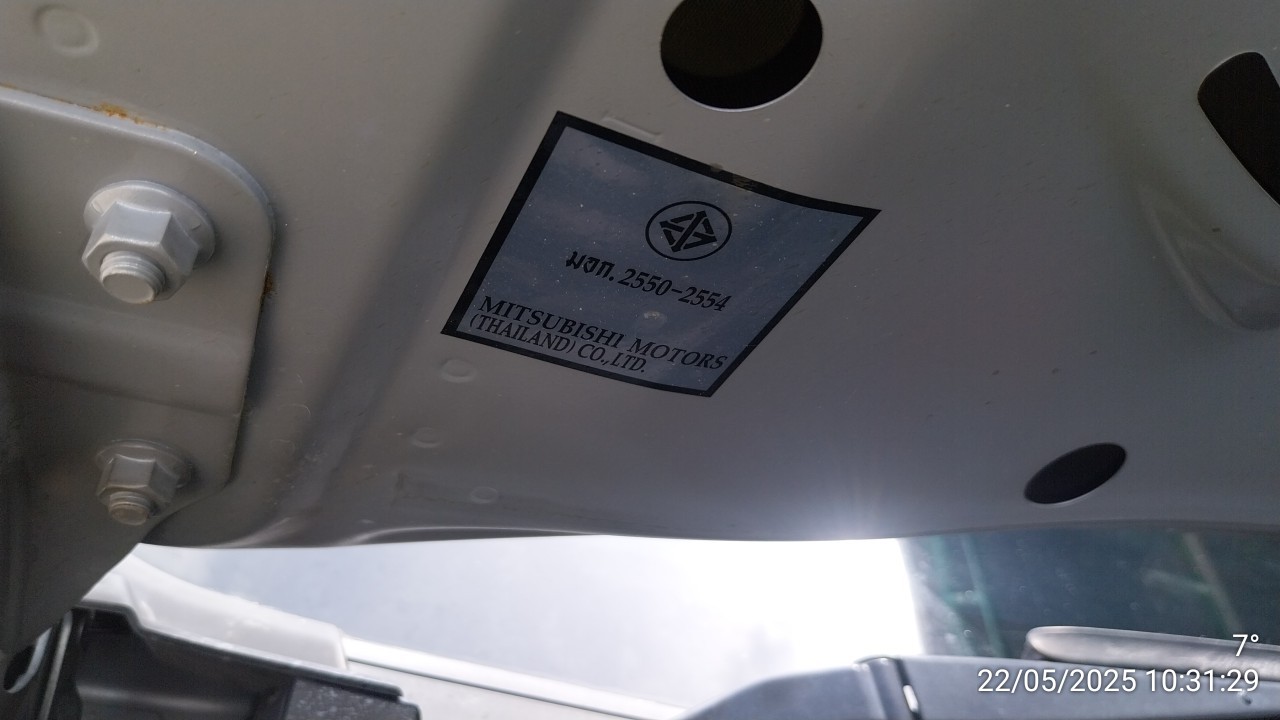 มอก. 2550-2554
MITSUBISHI MOTORS
(THAILAND) CO., LTD.
7°
22/05/2025 10:31:29